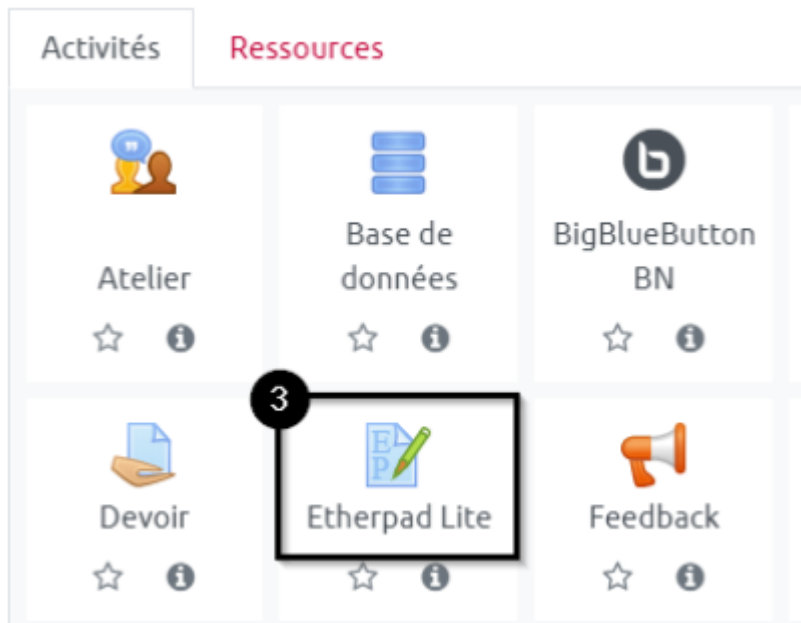 Activités Ressources
Base de BigBlueButton
Atelier données BN
3
Devoir Etherpad Lite Feedback